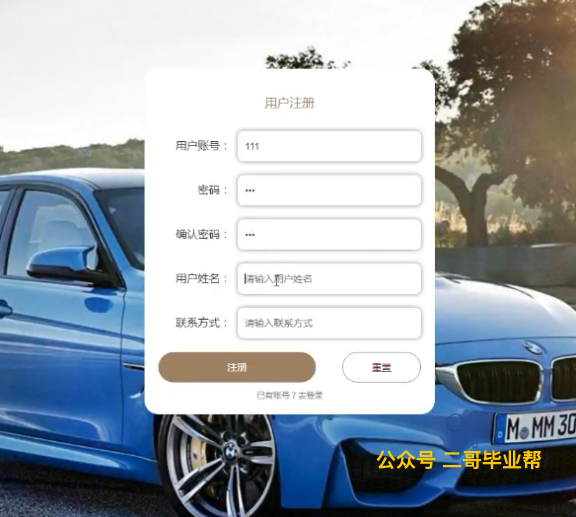 用户注册
用户账号： 111
密码： •••
确认密码： •••
用户姓名： 请输入用户姓名
联系方式： 请输入联系方式
注册 重置
已有账号？去登录
M MM 30
公众号 二哥毕业帮